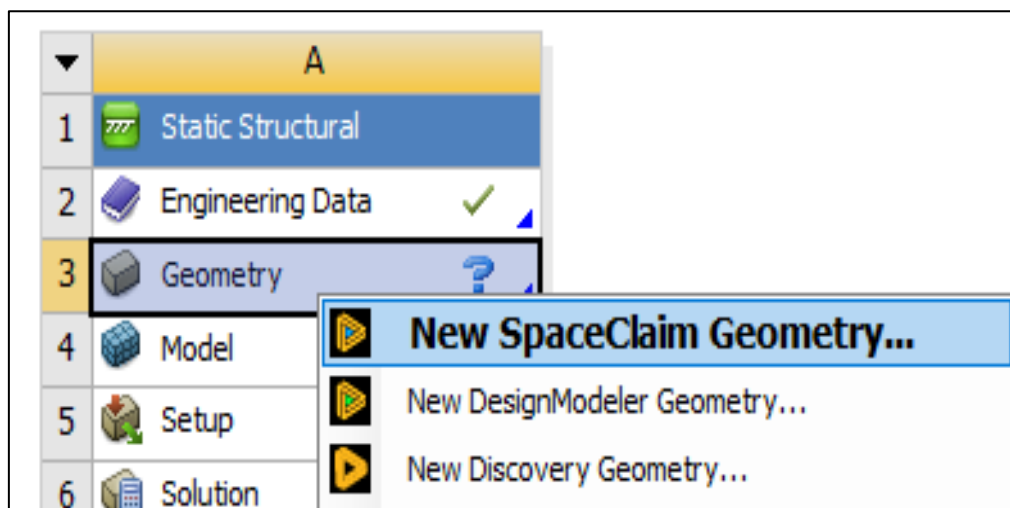 A
1 Static Structural
2 Engineering Data
3 Geometry ?
New SpaceClaim Geometry...
4 Model
New DesignModeler Geometry...
5 Setup
New Discovery Geometry...
6 Solution